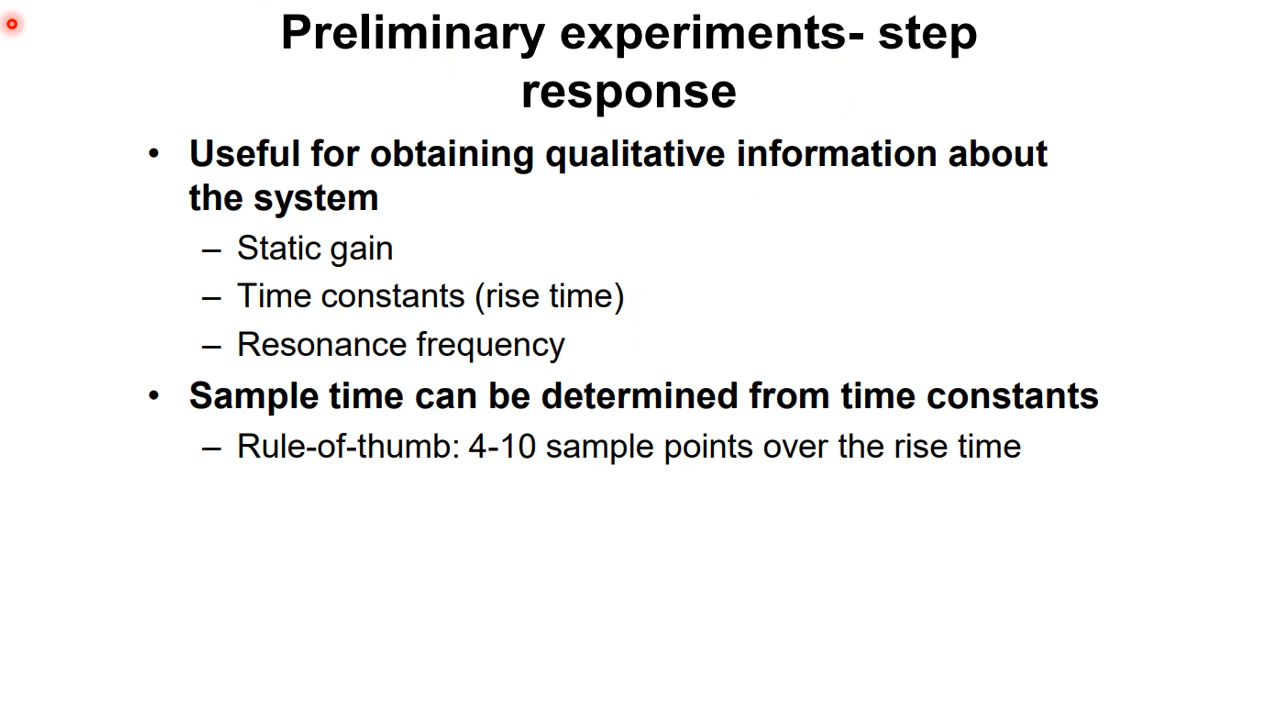 Preliminary experiments- step
response
• Useful for obtaining qualitative information about
the system
– Static gain
– Time constants (rise time)
– Resonance frequency
• Sample time can be determined from time constants
– Rule-of-thumb: 4-10 sample points over the rise time